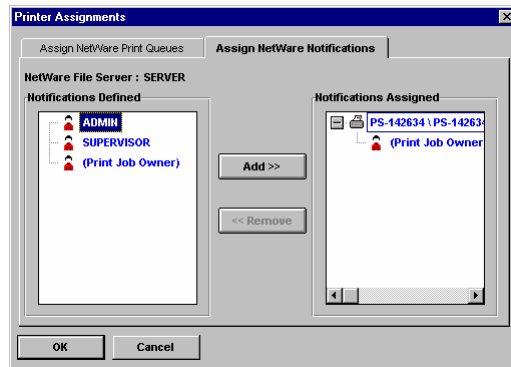 Printer Assignments
Assign NetWare Print Queues
Assign NetWare Notifications
NetWare File Server : SERVER
Notifications Defined
ADMIN
SUPERVISOR
(Print Job Owner)
Add >>
<< Remove
Notifications Assigned
PS-142634 \ PS-14263
(Print Job Owner
OK
Cancel